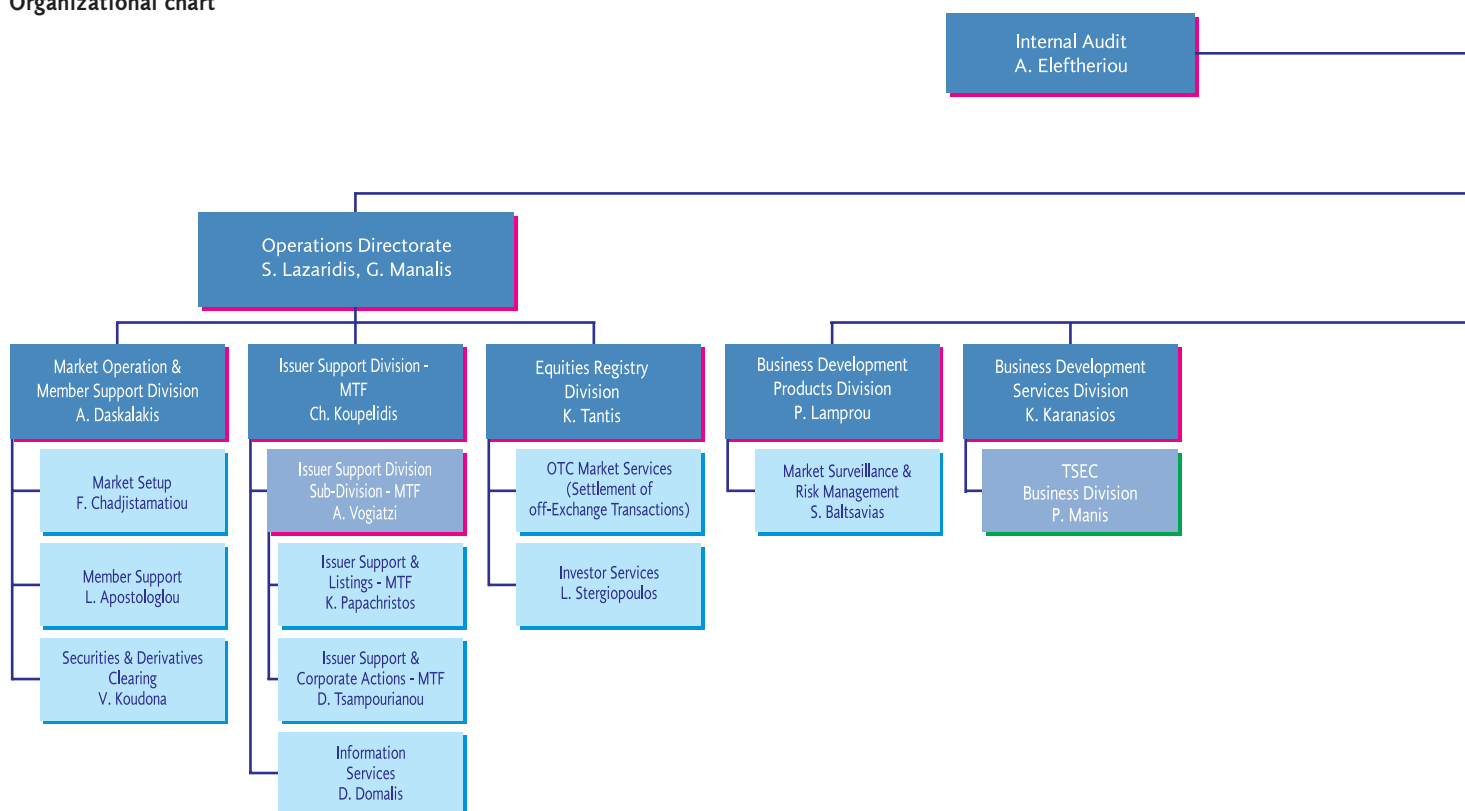 Organizational chart
Internal Audit
A. Eleftheriou
Operations Directorate
S. Lazaridis, G. Manalis
Market Operation &
Member Support Division
A. Daskalakis
Market Setup
F. Chadjistamatiou
Member Support
L. Apostologlou
Securities & Derivatives
Clearing
V. Koudona
Issuer Support Division -
MTF
Ch. Koupelidis
Issuer Support Division
Sub-Division - MTF
A. Vogiatzi
Issuer Support &
Listings - MTF
K. Papachristos
Issuer Support &
Corporate Actions - MTF
D. Tsampourianou
Information
Services
D. Domalis
Equities Registry
Division
K. Tantis
OTC Market Services
(Settlement of
off-Exchange Transactions)
Investor Services
L. Stergiopoulos
Business Development
Products Division
P. Lamprou
Market Surveillance &
Risk Management
S. Baltsavias
Business Development
Services Division
K. Karanasios
TSEC
Business Division
P. Manis